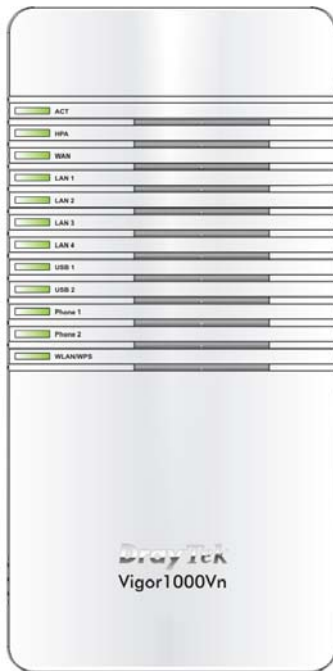 ACT
HPA
WAN
LAN 1
LAN 2
LAN 3
LAN 4
USB 1
USB 2
Phone 1
Phone 2
WLAN/WPS
DrayTek
Vigor1000Vn